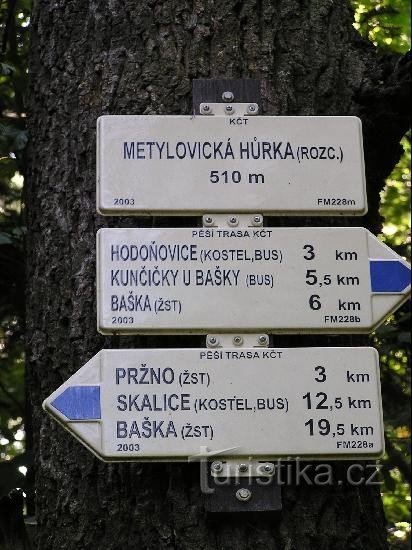 KČT
METYLOVICKÁ HŮRKA (ROZC.)
510 m
2003 FM228m
PĚŠÍ TRASA KČT
HODOŇOVICE (KOSTEL,BUS) 3 km
KUNČIČKY U BAŠKY (BUS) 5,5 km
BAŠKA (ŽST) 6 km
2003 FM228b
PĚŠÍ TRASA KČT
PRŽNO (ŽST) 3 km
SKALICE (KOSTEL,BUS) 12,5 km
BAŠKA (ŽST) 19,5 km
2003 FM228a
©turistika.cz